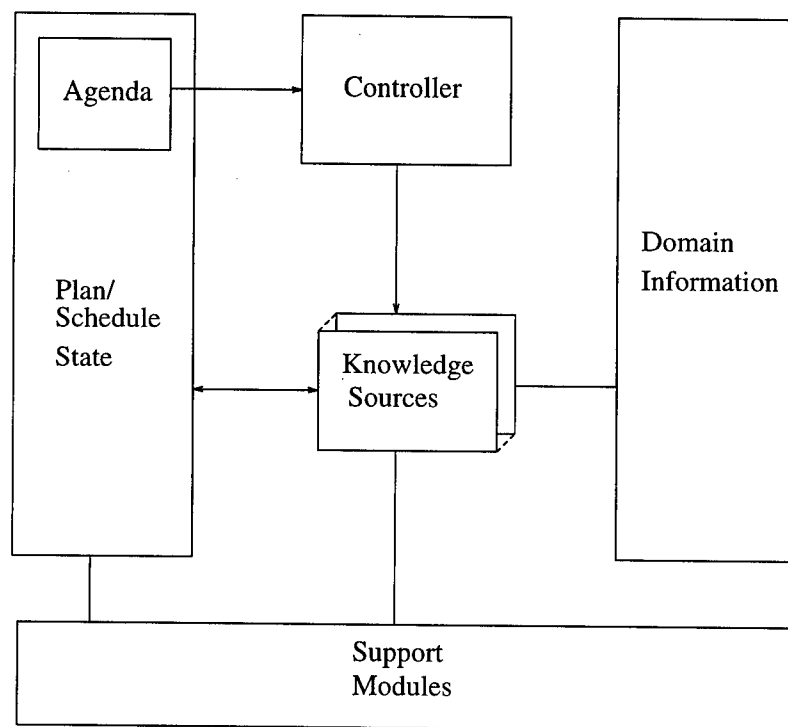 Agenda
Controller
Plan/
Schedule
State
Knowledge
Sources
Domain
Information
Support
Modules